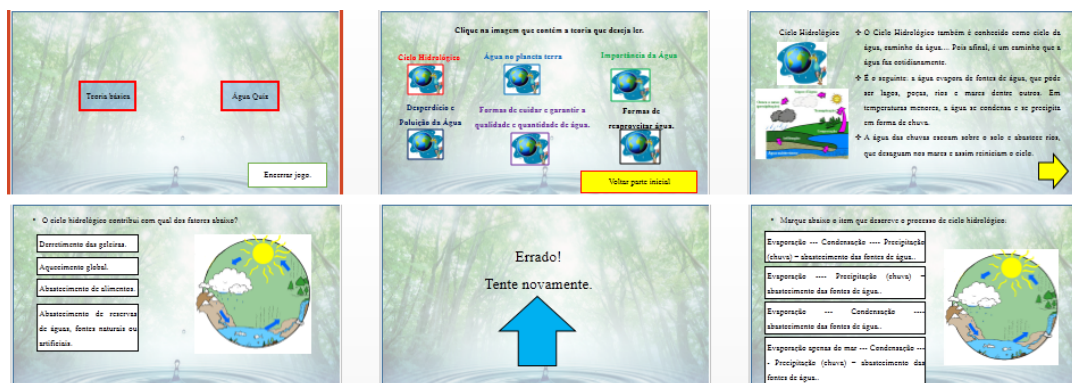 Teoria básica
Água Quiz
Encerrar jogo.
Clique na imagem que contém a teoria que deseja ler.
Ciclo Hidrológico
Água no planeta terra
Importância da Água
Desperdício e
Poluição da Água
Formas de cuidar e garantir a
qualidade e quantidade de água.
Formas de
reaproveitar água.
Voltar parte inicial
Ciclo Hidrológico
O Ciclo Hidrológico também é conhecido como ciclo da
água, caminho da água.... Pois afinal, é um caminho que a
água faz cotidianamente.
É o seguinte: a água evapora de fontes de água, que pode
ser lagos, poças, rios e mares dentre outros. Em
temperaturas menores, a água se condensa e se precipita
em forma de chuva.
A água das chuvas escoam sobre o solo e abastece rios,
que desaguam nos mares e assim reiniciam o ciclo.
• O ciclo hidrológico contribui com qual dos fatores abaixo?
Derretimento das geleiras.
Aquecimento global.
Abastecimento de alimentos.
Abastecimento de reservas
de águas, fontes naturais ou
artificiais.
Errado!
Tente novamente.
• Marque abaixo o item que descreve o processo de ciclo hidrológico:
Evaporação --- Condensação ---- Precipitação
(chuva) – abastecimento das fontes de água..
Evaporação ---- Precipitação (chuva) –
abastecimento das fontes de água..
Evaporação --- Condensação ----
abastecimento das fontes de água..
Evaporação apenas do mar --- Condensação ---
- Precipitação (chuva) – abastecimento das
fontes de água..